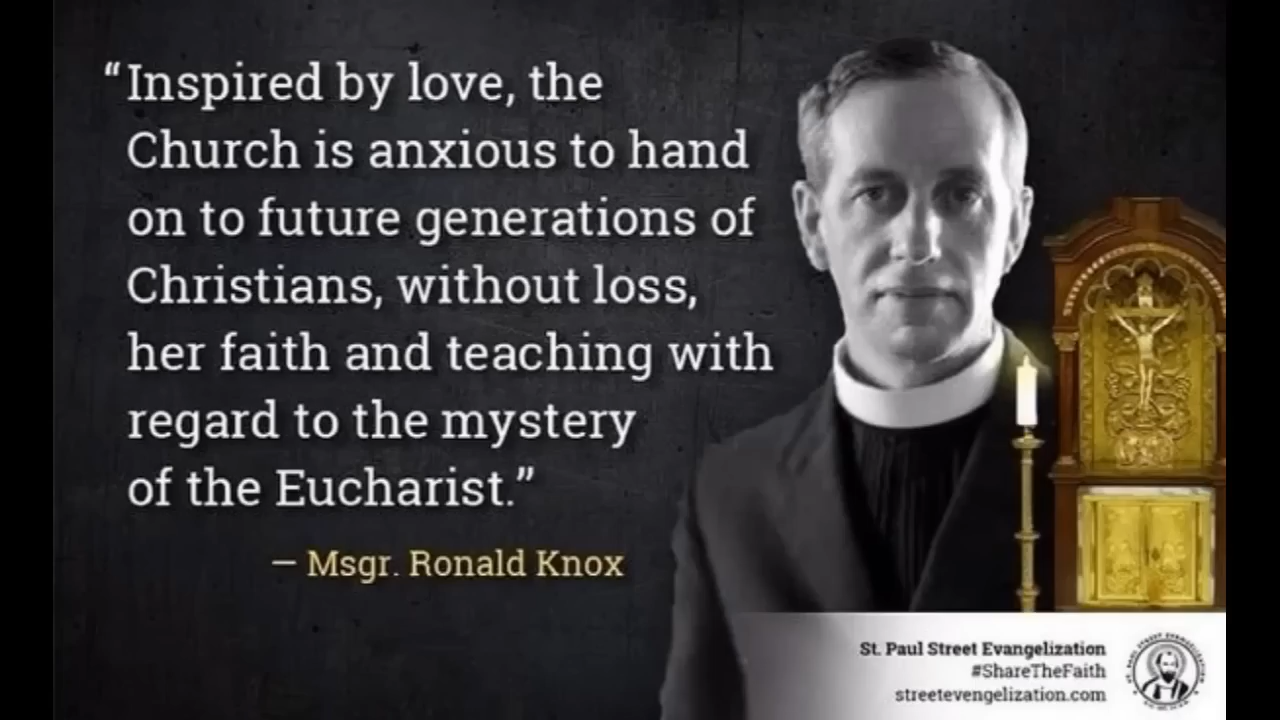 “Inspired by love, the
Church is anxious to hand
on to future generations of
Christians, without loss,
her faith and teaching with
regard to the mystery
of the Eucharist.”
— Msgr. Ronald Knox
St. Paul Street Evangelization
#ShareTheFaith
streetevengelization.com